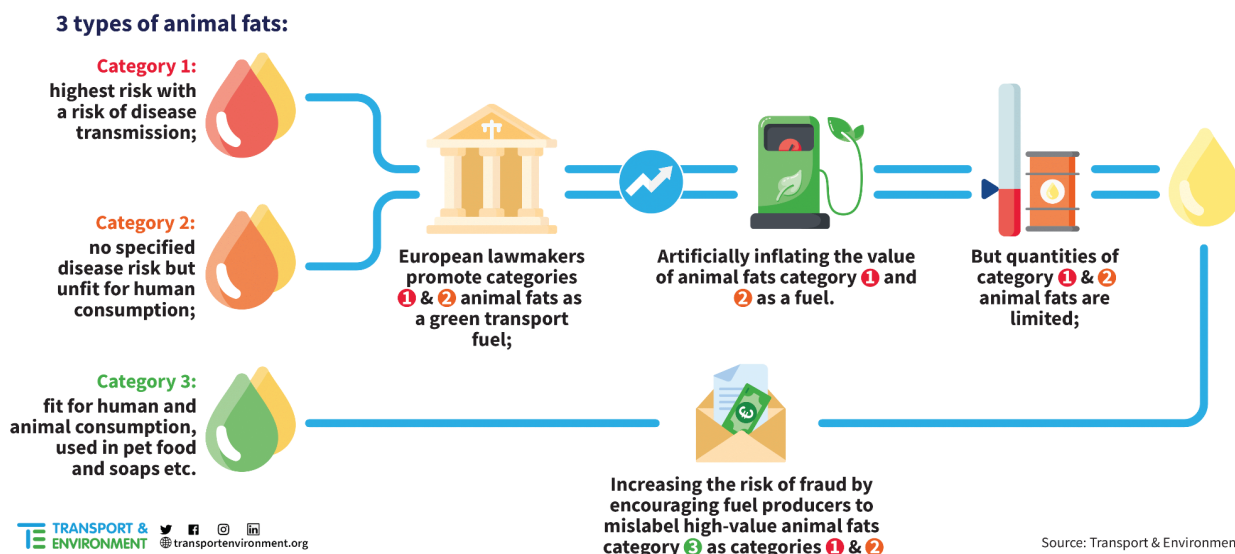 3 types of animal fats:
Category 1:
highest risk with
a risk of disease
transmission;
Category 2:
no specified
disease risk but
unfit for human
consumption;
Category 3:
fit for human and
animal consumption,
used in pet food
and soaps etc.
European lawmakers
promote categories
1 & 2 animal fats as
a green transport
fuel;
Artificially inflating the value
of animal fats category 1 and
2 as a fuel.
But quantities of
category 1 & 2
animal fats are
limited;
Increasing the risk of fraud by
encouraging fuel producers to
mislabel high-value animal fats
category 3 as categories 1 & 2
TE TRANSPORT &
ENVIRONMENT
transportenvironment.org
Source: Transport & Environmen